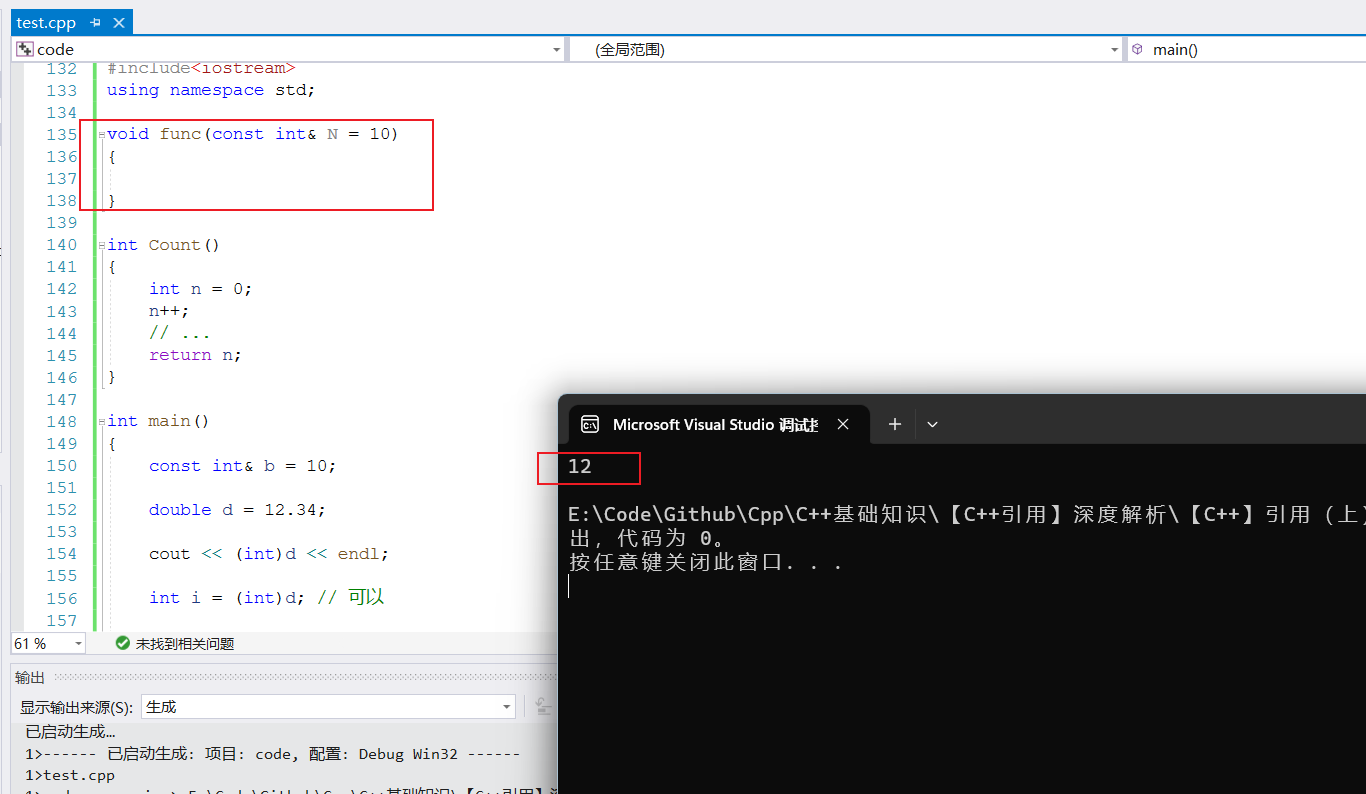 test.cpp
code (全局范围) main()
132 #include<iostream>
133 using namespace std;
134
135 void func(const int& N = 10)
136 {
137
138 }
139
140 int Count()
141 {
142 int n = 0;
143 n++;
144 // ...
145 return n;
146 }
147
148 int main()
149 {
150 const int& b = 10;
151
152 double d = 12.34;
153
154 cout << (int)d << endl;
155
156 int i = (int)d; // 可以
157
61 % 未找到相关问题
输出
显示输出来源(S): 生成
已启动生成…
1>------ 已启动生成: 项目: code, 配置: Debug Win32 ------
1>test.cpp
Microsoft Visual Studio 调试
12
E:\Code\Github\Cpp\C++基础知识\【C++引用】深度解析\【C++】引用（上）
出，代码为 0。
按任意键关闭此窗口. . .